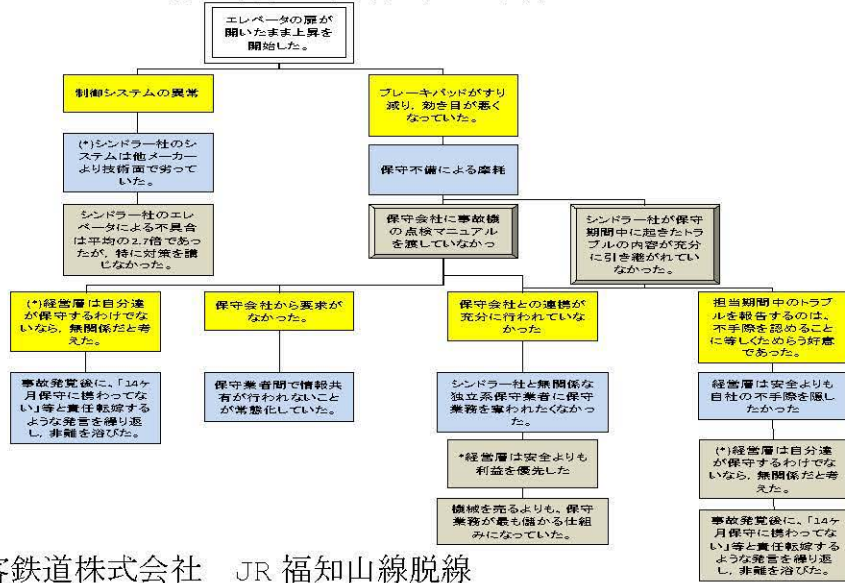 エレベータの扉が
開いたまま上昇を
開始した。
制御システムの異常
ブレーキパッドがすり
減り，効き目が悪く
なっていた。
(*)シンドラー社のシ
ステムは他メーカー
より技術面で劣って
いた。
保守不備による摩耗
シンドラー社のエレ
ベータによる不具合
は平均の2.7倍であっ
たが，特に対策を講
じなかった。
保守会社に事故機
の点検マニュアル
を渡していなかっ
シンドラー社が保守
期間中に起きたトラ
ブルの内容が充分
に引き継がれてい
なかった。
(*)経営層は自分達
が保守するわけでな
いなら，無関係だと考
えた。
保守会社から要求が
なかった。
保守会社との連携が
充分に行われていな
かった
担当期間中のトラブ
ルを報告するのは、
不手際を認めること
に等しくためらう好意
であった。
事故発覚後に、「14ヶ
月保守に携わってな
い」等と責任転嫁する
ような発言を繰り返
し，非難を浴びた。
保守業者間で情報共
有が行われないこと
が常態化していた。
シンドラー社と無関係な
独立系保守業者に保守
業務を奪われたくなかっ
た。
経営層は安全よりも
自社の不手際を隠し
たかった
*経営層は安全よりも
利益を優先した
(*)経営層は自分達
が保守するわけでな
いなら，無関係だと考
えた。
機械を売るよりも、保守
業務が最も儲かる仕組
みになっていた。
事故発覚後に、「14ヶ
月保守に携わってな
い」等と責任転嫁する
ような発言を繰り返
し，非難を浴びた。
客鉄道株式会社　JR 福知山線脱線